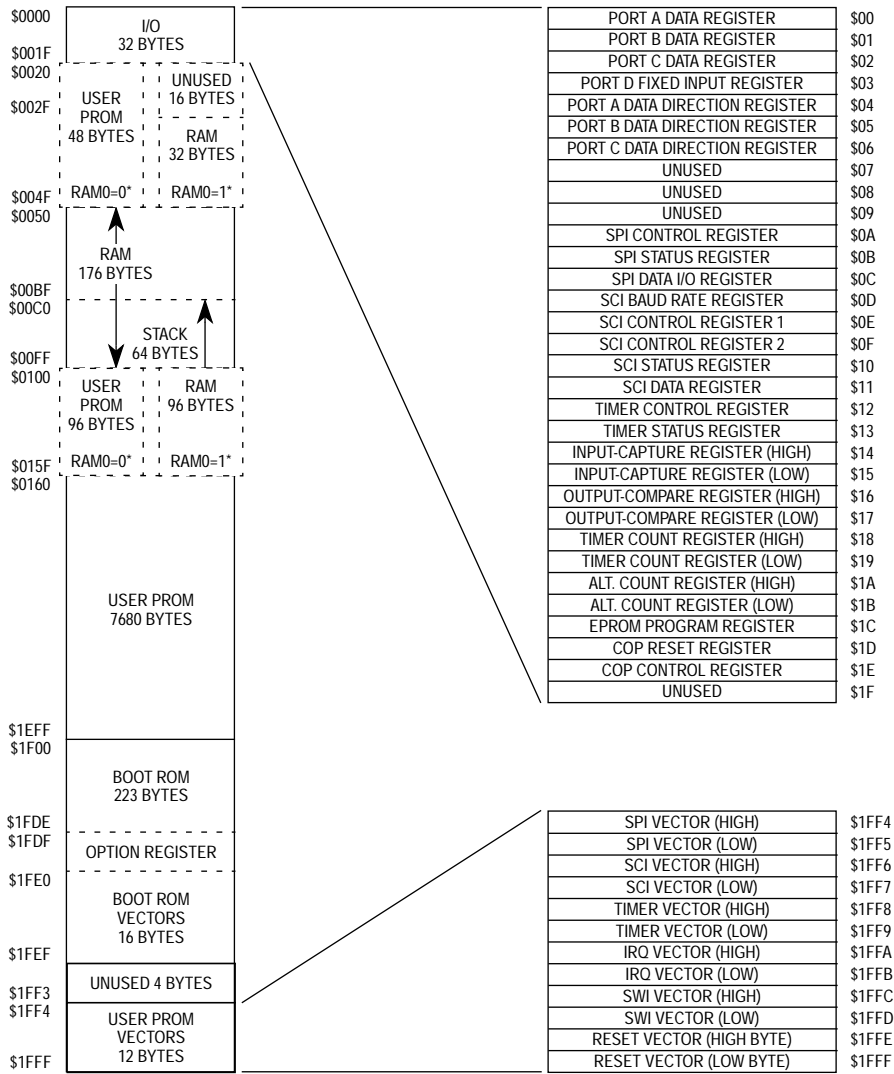 $0000
I/O
32 BYTES
$001F
$0020
USER
PROM
48 BYTES
UNUSED
16 BYTES
$002F
RAM
32 BYTES
RAM0=0*
RAM0=1*
$004F
$0050
RAM
176 BYTES
$00BF
$00C0
STACK
64 BYTES
$00FF
$0100
USER
PROM
96 BYTES
RAM
96 BYTES
RAM0=0*
RAM0=1*
$015F
$0160
USER PROM
7680 BYTES
$1EFF
$1F00
BOOT ROM
223 BYTES
$1FDE
$1FDF
OPTION REGISTER
$1FE0
BOOT ROM
VECTORS
16 BYTES
$1FEF
UNUSED 4 BYTES
$1FF3
$1FF4
USER PROM
VECTORS
12 BYTES
$1FFF
PORT A DATA REGISTER $00
PORT B DATA REGISTER $01
PORT C DATA REGISTER $02
PORT D FIXED INPUT REGISTER $03
PORT A DATA DIRECTION REGISTER $04
PORT B DATA DIRECTION REGISTER $05
PORT C DATA DIRECTION REGISTER $06
UNUSED $07
UNUSED $08
UNUSED $09
SPI CONTROL REGISTER $0A
SPI STATUS REGISTER $0B
SPI DATA I/O REGISTER $0C
SCI BAUD RATE REGISTER $0D
SCI CONTROL REGISTER 1 $0E
SCI CONTROL REGISTER 2 $0F
SCI STATUS REGISTER $10
SCI DATA REGISTER $11
TIMER CONTROL REGISTER $12
TIMER STATUS REGISTER $13
INPUT-CAPTURE REGISTER (HIGH) $14
INPUT-CAPTURE REGISTER (LOW) $15
OUTPUT-COMPARE REGISTER (HIGH) $16
OUTPUT-COMPARE REGISTER (LOW) $17
TIMER COUNT REGISTER (HIGH) $18
TIMER COUNT REGISTER (LOW) $19
ALT. COUNT REGISTER (HIGH) $1A
ALT. COUNT REGISTER (LOW) $1B
EPROM PROGRAM REGISTER $1C
COP RESET REGISTER $1D
COP CONTROL REGISTER $1E
UNUSED $1F
SPI VECTOR (HIGH) $1FF4
SPI VECTOR (LOW) $1FF5
SCI VECTOR (HIGH) $1FF6
SCI VECTOR (LOW) $1FF7
TIMER VECTOR (HIGH) $1FF8
TIMER VECTOR (LOW) $1FF9
IRQ VECTOR (HIGH) $1FFA
IRQ VECTOR (LOW) $1FFB
SWI VECTOR (HIGH) $1FFC
SWI VECTOR (LOW) $1FFD
RESET VECTOR (HIGH BYTE) $1FFE
RESET VECTOR (LOW BYTE) $1FFF